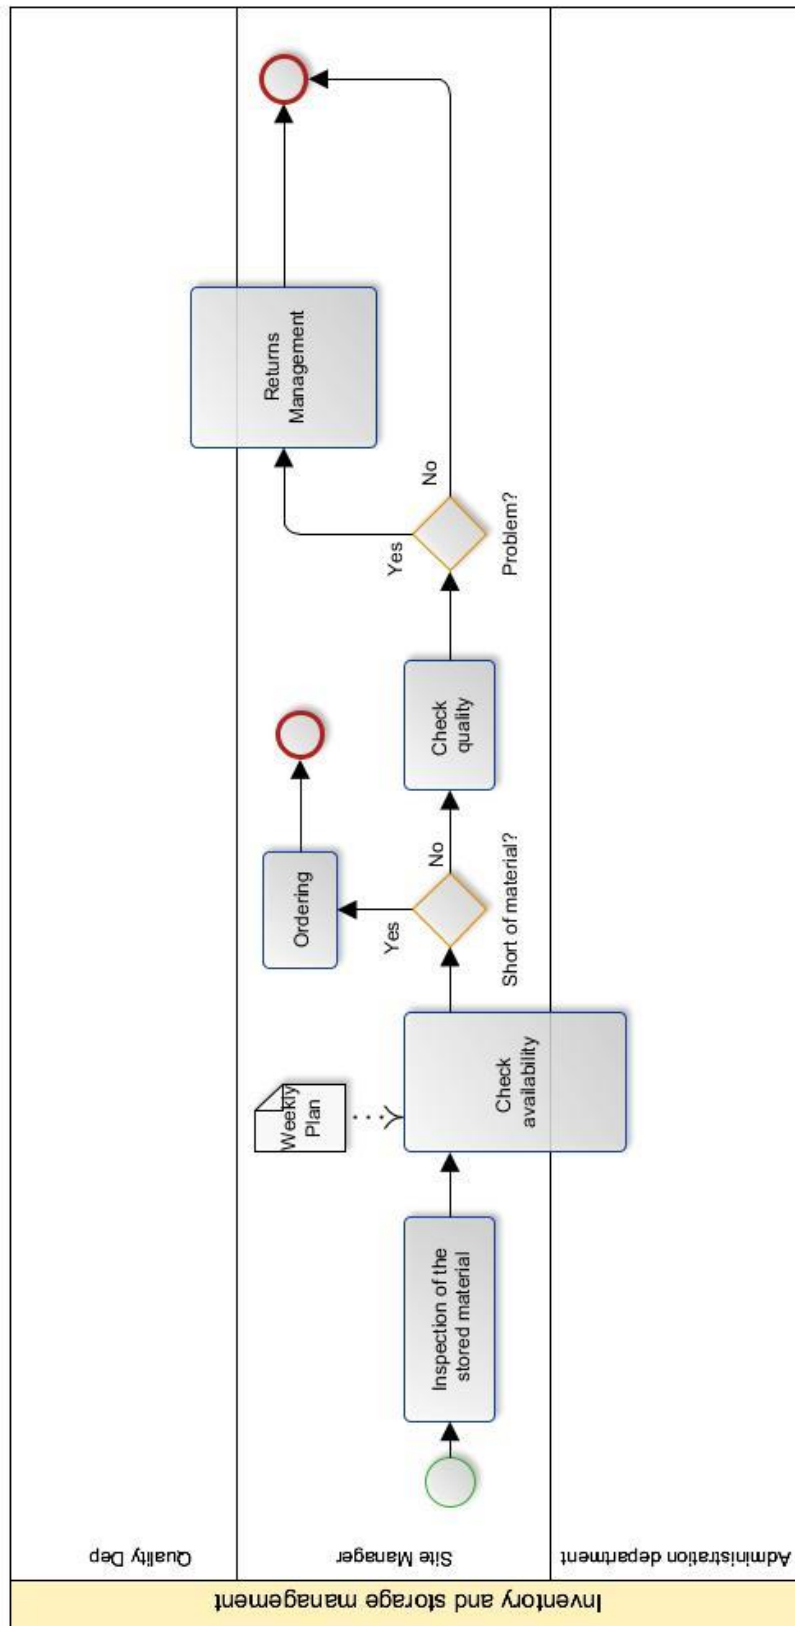 Inventory and storage management
Quality Dep
Site Manager
Administration department
Inspection of the
stored material
Weekly
Plan
Check
availability
Short of material?
Yes
No
Ordering
Check
quality
Problem?
Yes
No
Returns
Management